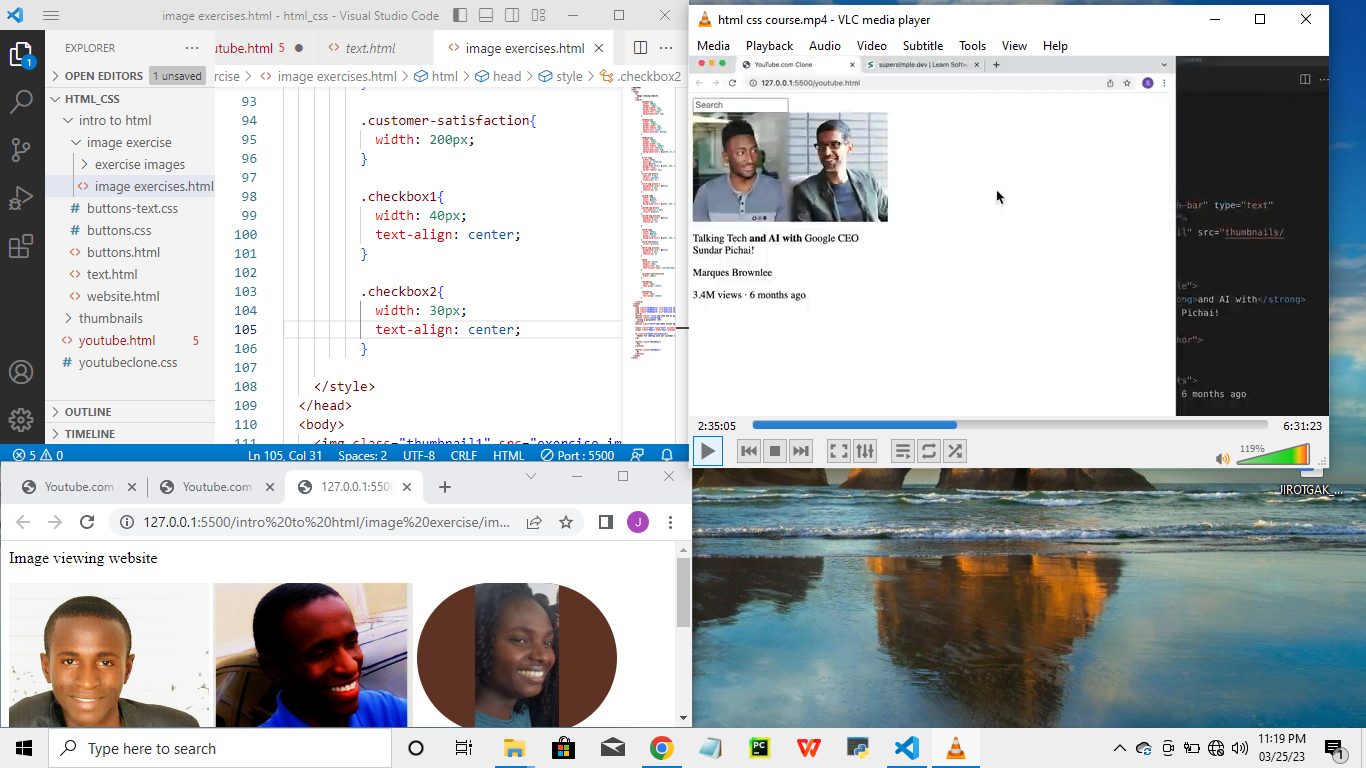 image exercises.html - html_css - Visual Studio Code
EXPLORER
OPEN EDITORS 1 unsaved
HTML_CSS
intro to html
image exercise
exercise images
image exercises.html
buttons-text.css
buttons.css
buttons.html
text.html
website.html
thumbnails
youtube.html 5
youtubeclone.css
OUTLINE
TIMELINE
1
utube.html 5
text.html
image exercises.html
rcise > image exercises.html > html > head > style > .checkbox2
93
94 .customer-satisfaction{
95 width: 200px;
96 }
97
98 .checkbox1{
99 width: 40px;
100 text-align: center;
101 }
102
103 .checkbox2{
104 width: 30px;
105 text-align: center;
106 }
107
108 </style>
109 </head>
110 <body>
111 <img class="thumbnail1" src="exercise im
5 0 Ln 105, Col 31 Spaces: 2 UTF-8 CRLF HTML Port : 5500
html css course.mp4 - VLC media player
Media Playback Audio Video Subtitle Tools View Help
YouTube.com Clone
supersimple.dev | Learn Soft
127.0.0.1:5500/youtube.html
S
Search
Talking Tech and AI with Google CEO
Sundar Pichai!
Marques Brownlee
3.4M views · 6 months ago
h-bar" type="text"
" src="thumbnails/
le">
ong>and AI with</strong>
Pichai!
hor">
ts">
6 months ago
2:35:05 6:31:23
119%
Youtube.com
Youtube.com
127.0.0.1:550
127.0.0.1:5500/intro%20to%20html/image%20exercise/im...
J
Image viewing website
JIROTGAK_...
Type here to search
PC
W
11:19 PM
03/25/23
1